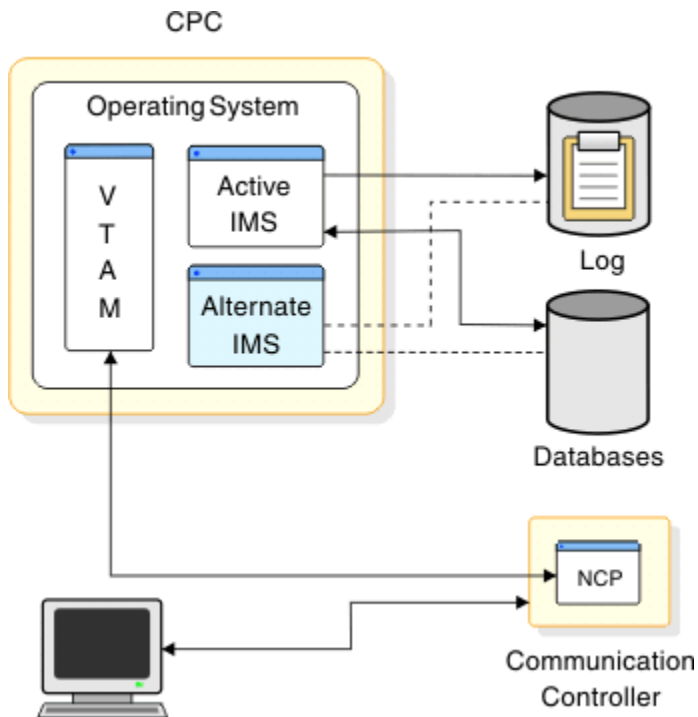 CPC
Operating System
V
T
A
M
Active
IMS
Alternate
IMS
Log
Databases
NCP
Communication
Controller